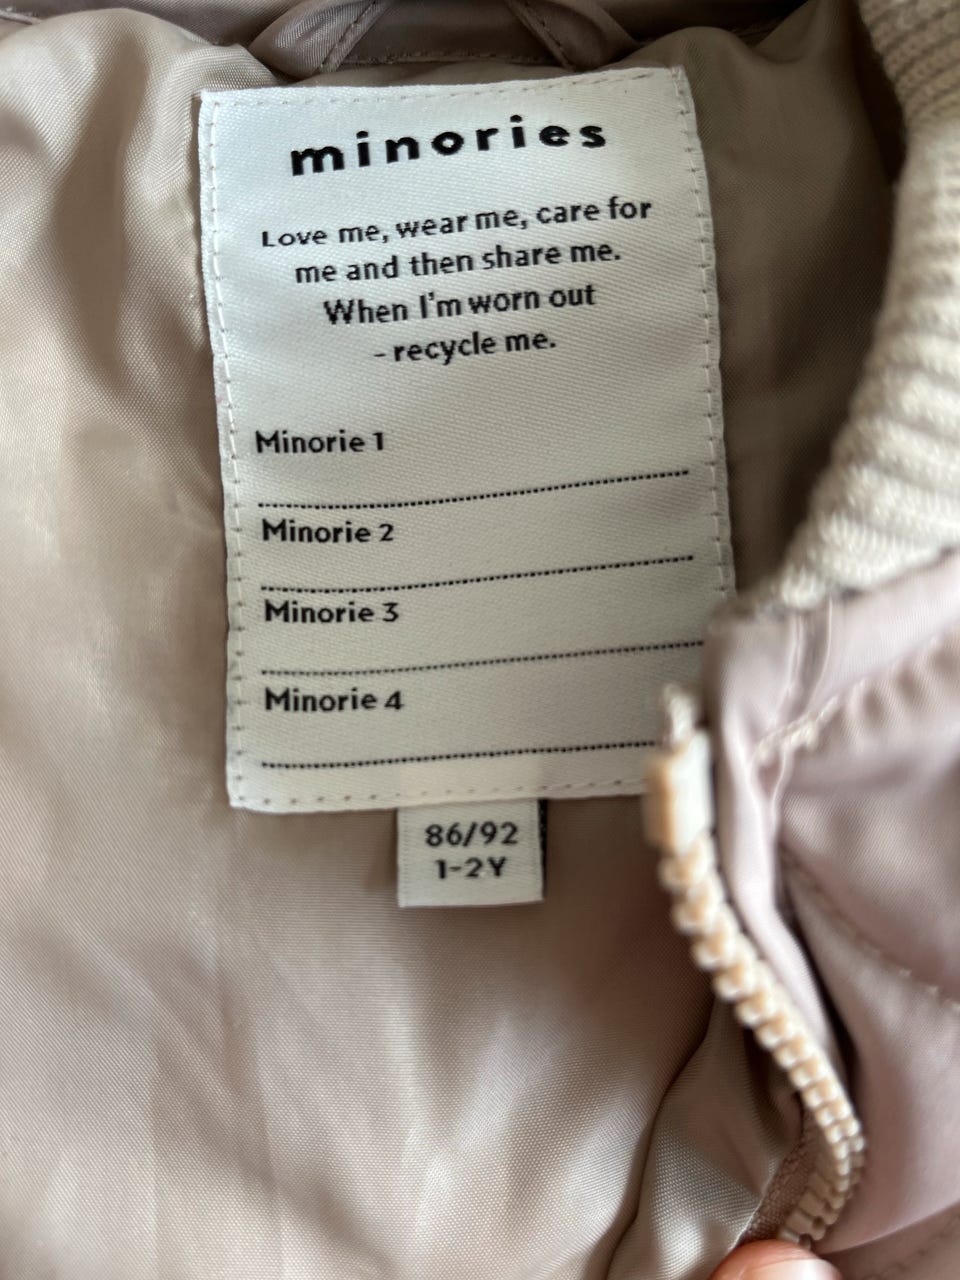 minories
Love me, wear me, care for
me and then share me.
When I'm worn out
- recycle me.
Minorie 1
Minorie 2
Minorie 3
Minorie 4
86/92
1-2Y